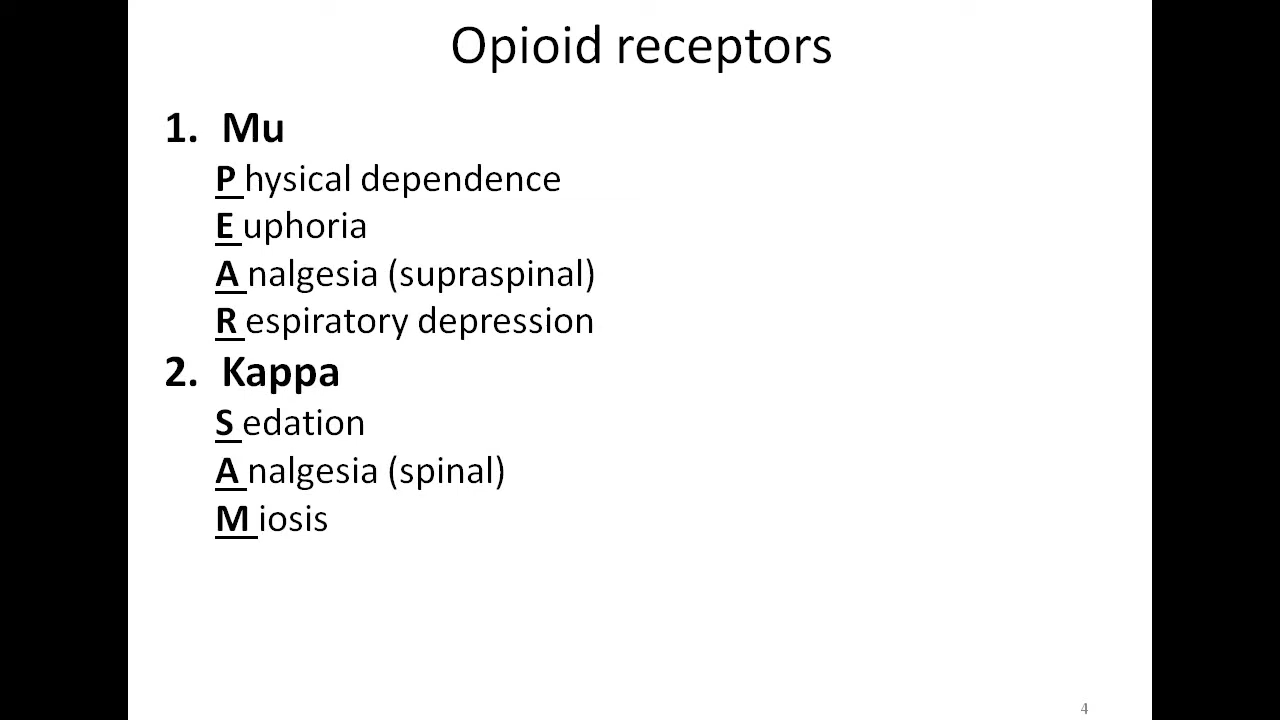 Opioid receptors
1. Mu
P hysical dependence
E uphoria
A nalgesia (supraspinal)
R espiratory depression
2. Kappa
S edation
A nalgesia (spinal)
M iosis
4